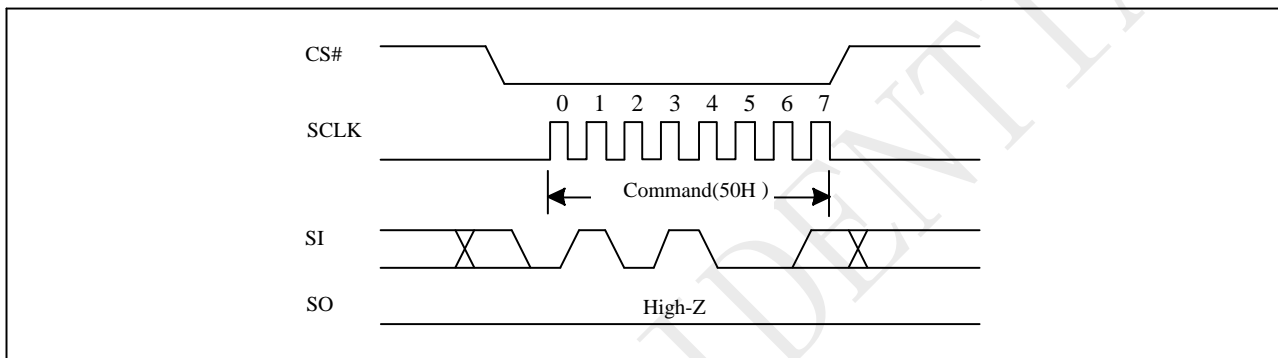 CS#
0 1 2 3 4 5 6 7
SCLK
Command(50H )
SI
SO
High-Z